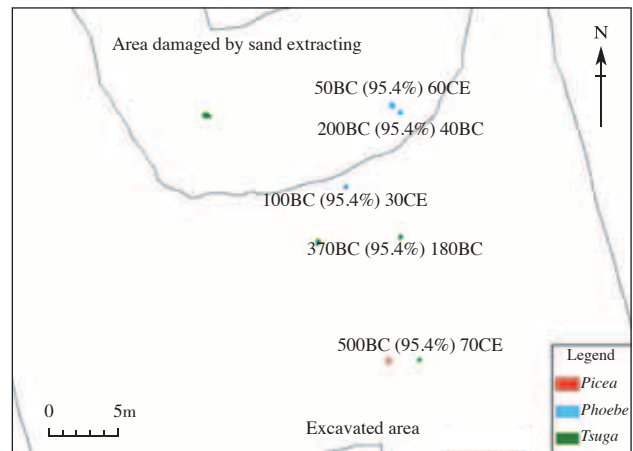 Area damaged by sand extracting
N
50BC (95.4%) 60CE
200BC (95.4%) 40BC
100BC (95.4%) 30CE
370BC (95.4%) 180BC
500BC (95.4%) 70CE
Legend
Picea
Phoebe
Tsuga
0 5m
Excavated area